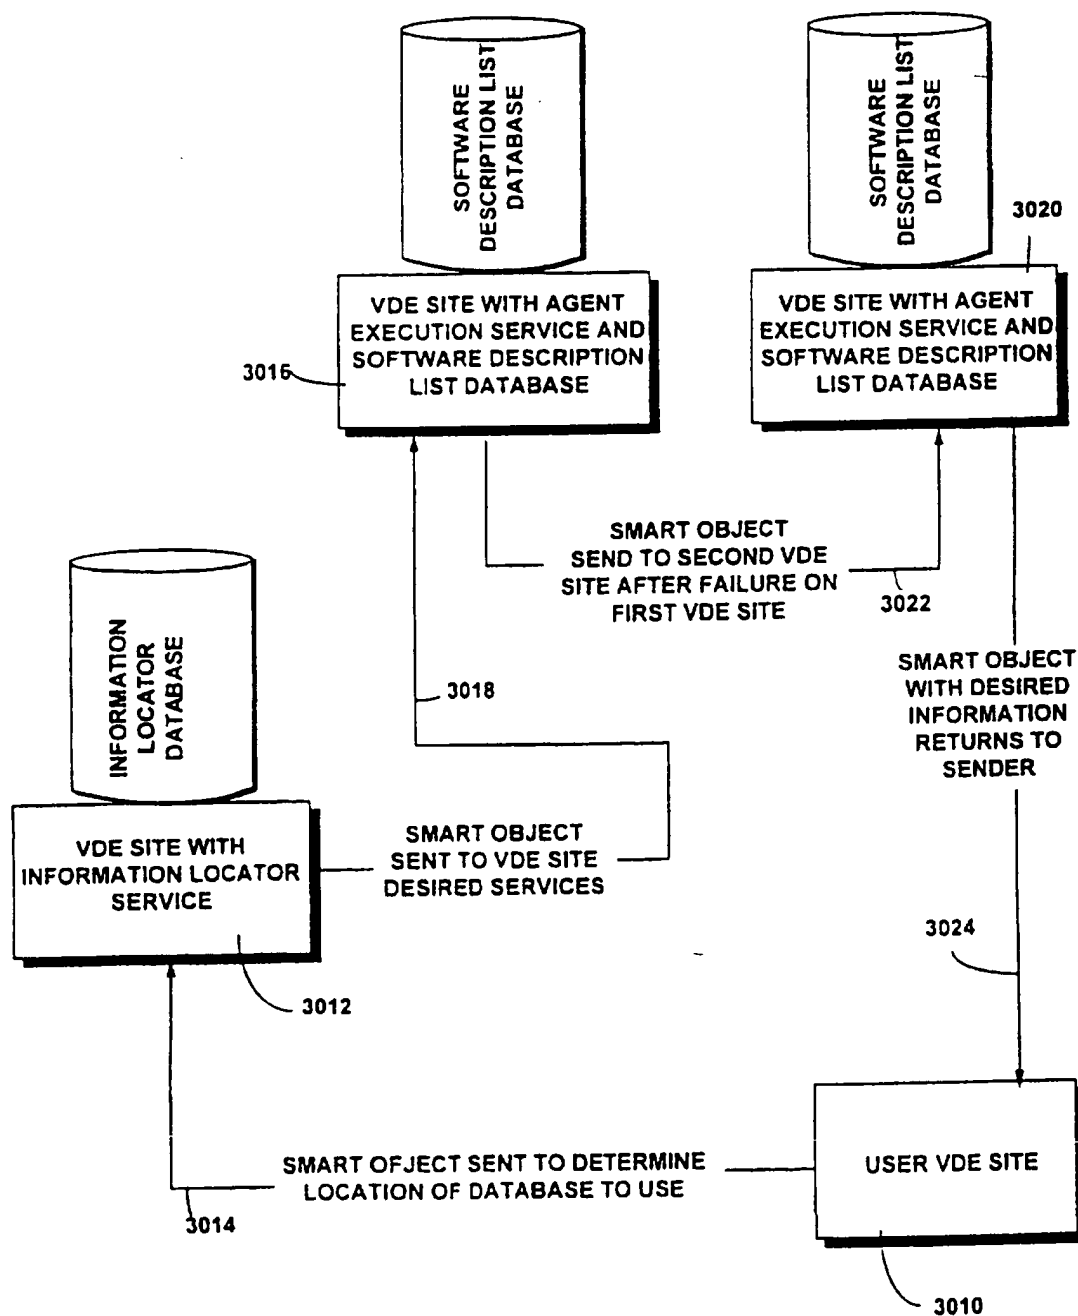 SOFTWARE
DESCRIPTION LIST
DATABASE
SOFTWARE
DESCRIPTION LIST
DATABASE
3020
VDE SITE WITH AGENT
EXECUTION SERVICE AND
SOFTWARE DESCRIPTION
LIST DATABASE
3016
VDE SITE WITH AGENT
EXECUTION SERVICE AND
SOFTWARE DESCRIPTION
LIST DATABASE
SMART OBJECT
SEND TO SECOND VDE
SITE AFTER FAILURE ON
FIRST VDE SITE
3022
INFORMATION
LOCATOR
DATABASE
3018
SMART OBJECT
WITH DESIRED
INFORMATION
RETURNS TO
SENDER
VDE SITE WITH
INFORMATION LOCATOR
SERVICE
SMART OBJECT
SENT TO VDE SITE
DESIRED SERVICES
3024
3012
SMART OFJECT SENT TO DETERMINE
LOCATION OF DATABASE TO USE
USER VDE SITE
3014
3010